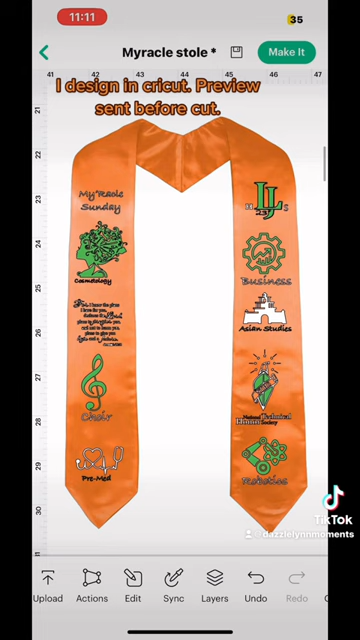 11:11
35
Myracle stole *
Make It
41 42 43 44 45 46 47
I design in cricut. Preview
sent before cut.
21
22
23
24
25
26
27
28
29
30
My'Racle
Sunday
Cosmetology
Choir
Pre-Med
H LJ S
23
Business
Asian Studies
National Technical
Honor Society
Robotics
TikTok
@dazzlelynnmoments
Upload Actions Edit Sync Layers Undo Redo